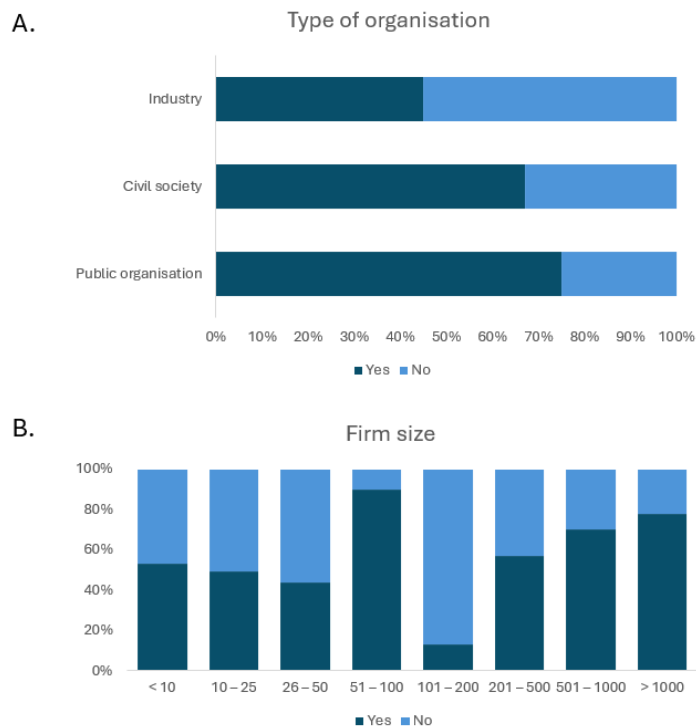 A.
Type of organisation
Industry
Civil society
Public organisation
0% 10% 20% 30% 40% 50% 60% 70% 80% 90% 100%
Yes No
B.
Firm size
100%
80%
60%
40%
20%
0%
< 10 10 – 25 26 – 50 51 – 100 101 – 200 201 – 500 501 – 1000 > 1000
Yes No